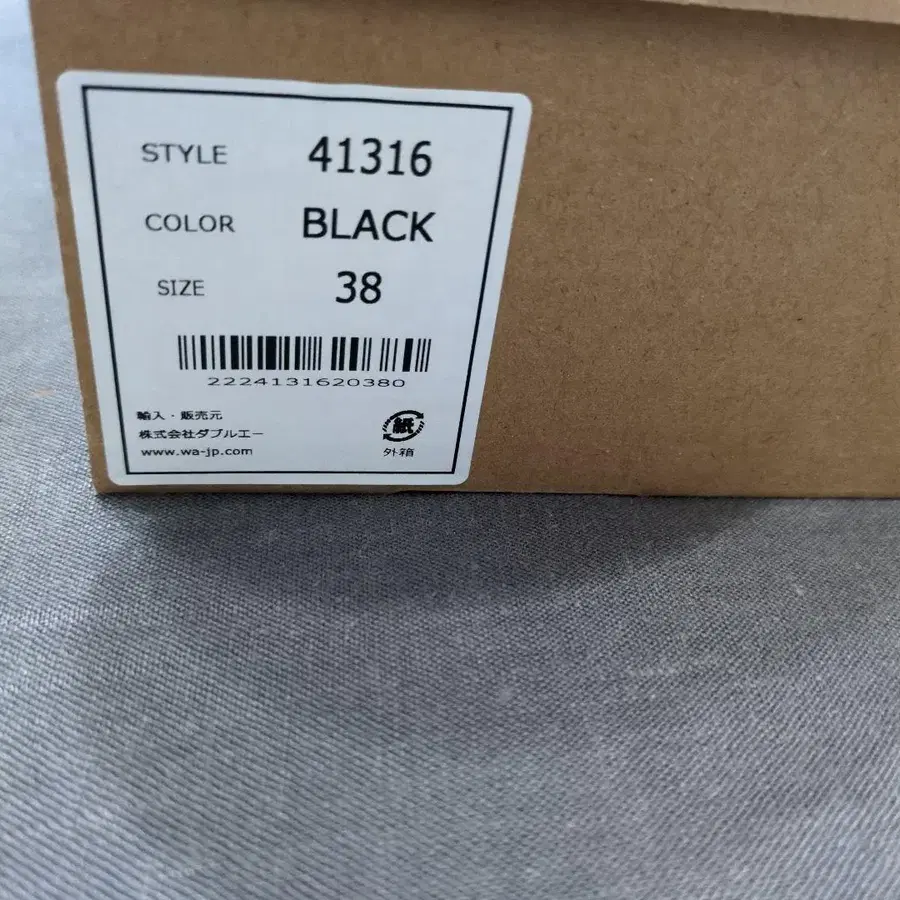 STYLE 41316
COLOR BLACK
SIZE 38
2224131620380
輸入・販売元
株式会社ダブルエー
www.wa-jp.com
紙
外箱